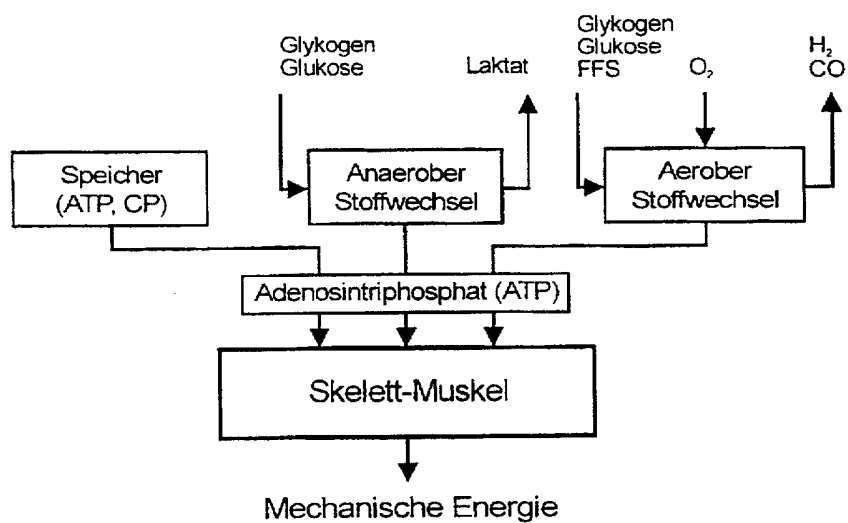 Glykogen
Glukose
Laktat
Glykogen
Glukose
FFS
O₂
H₂
CO
Speicher
(ATP, CP)
Anaerober
Stoffwechsel
Aerober
Stoffwechsel
Adenosintriphosphat (ATP)
Skelett-Muskel
Mechanische Energie